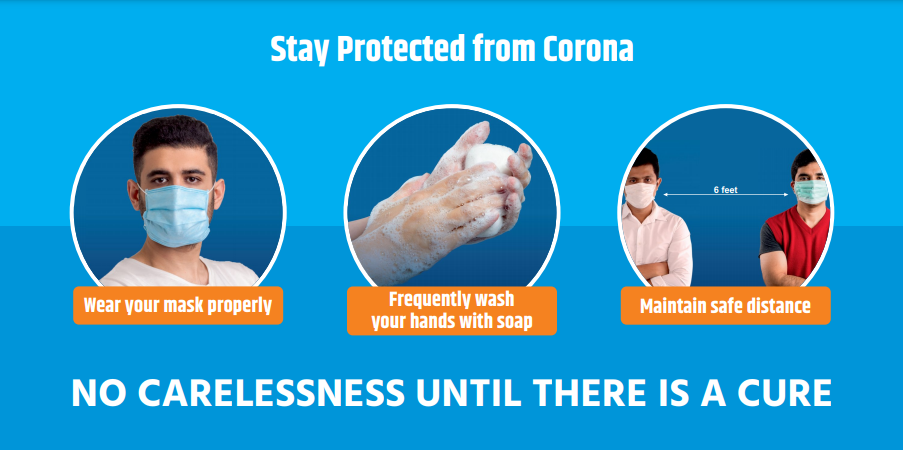 Stay Protected from Corona
6 feet
Wear your mask properly
Frequently wash
your hands with soap
Maintain safe distance
NO CARELESSNESS UNTIL THERE IS A CURE